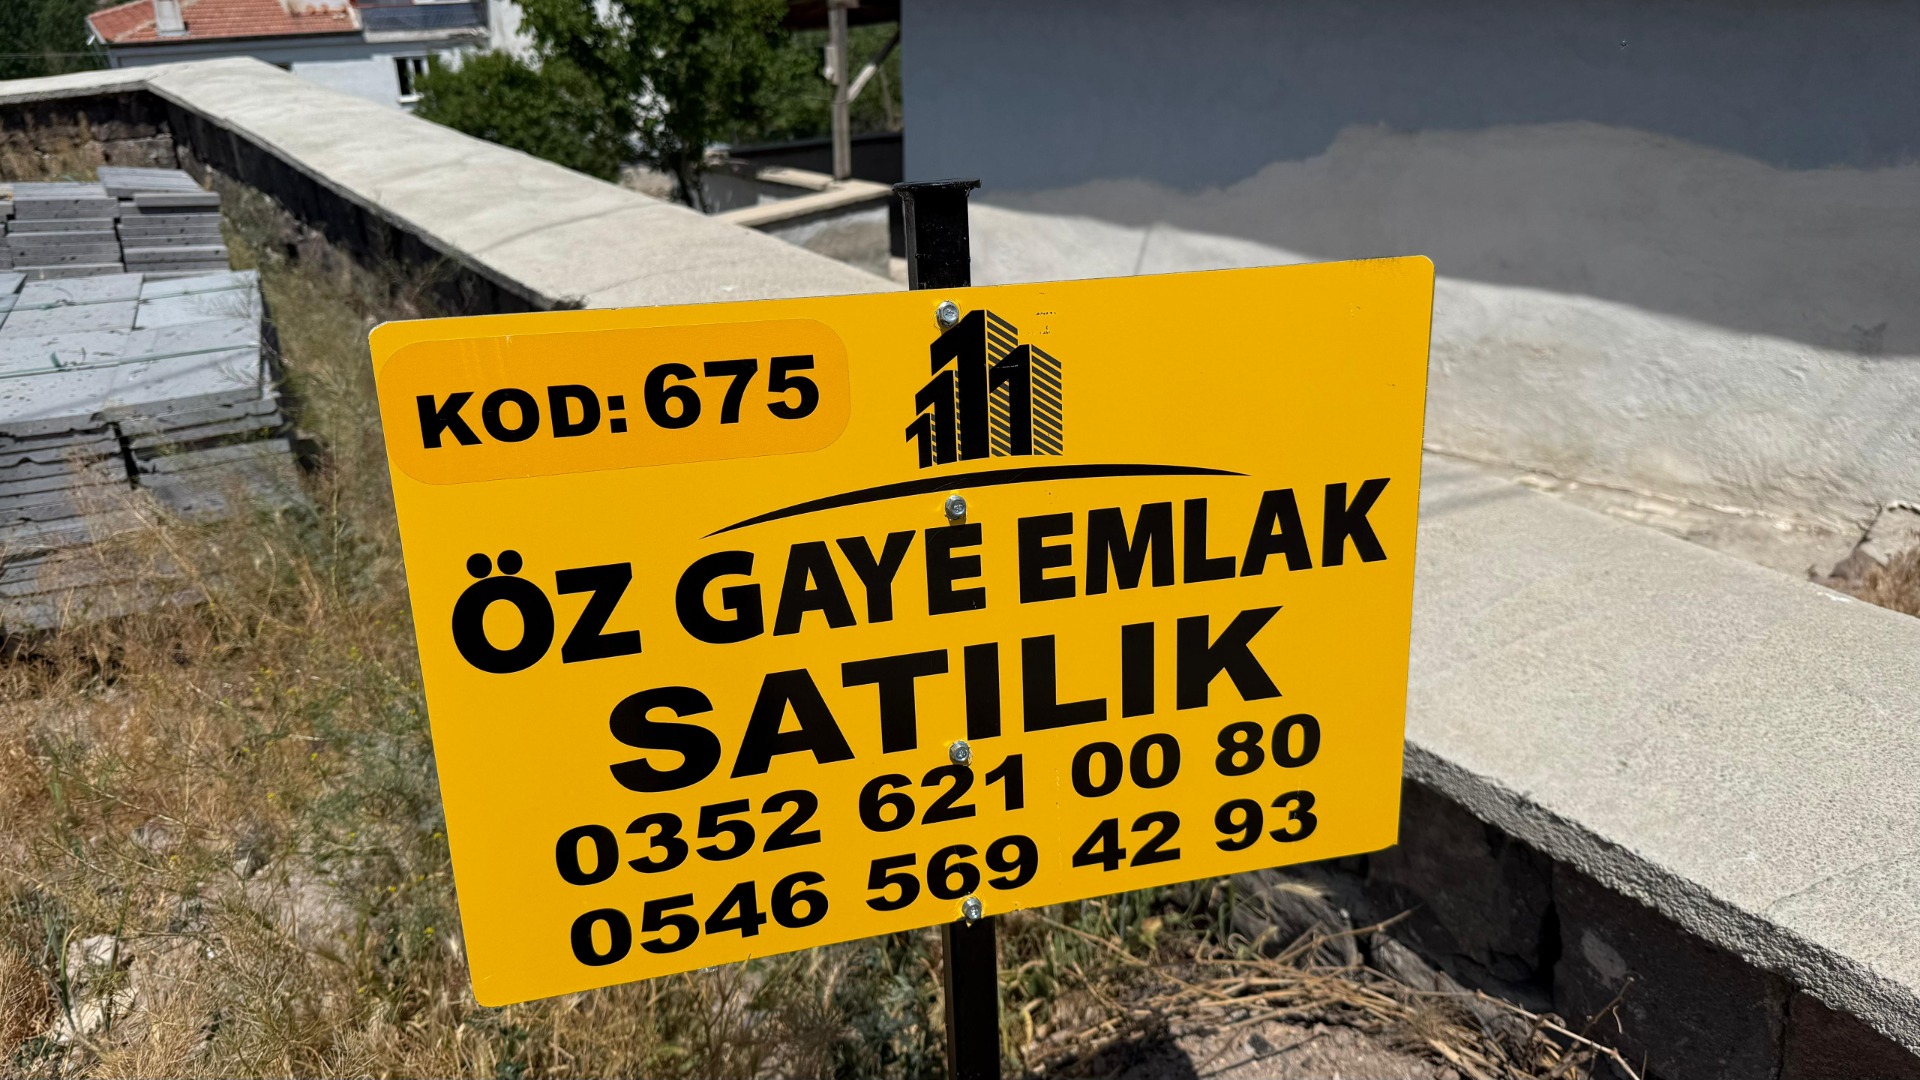 KOD: 675
ÖZ GAYE EMLAK
SATILIK
0352 621 00 80
0546 569 42 93